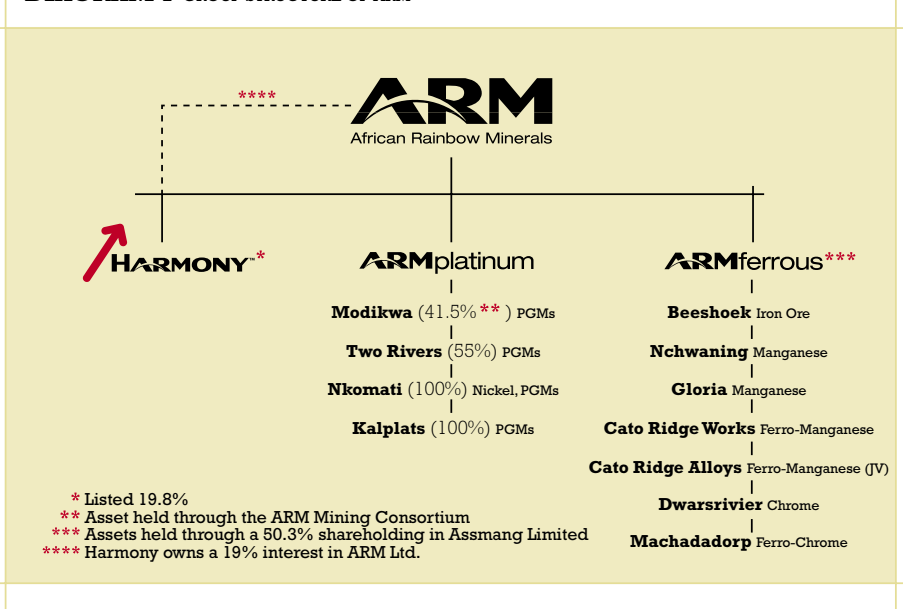 ****
ARM
African Rainbow Minerals
HARMONY™*
ARMplatinum
ARMferrous***
Modikwa (41.5%** ) PGMs
Two Rivers (55%) PGMs
Nkomati (100%) Nickel, PGMs
Kalplats (100%) PGMs
Beeshoek Iron Ore
Nchwaning Manganese
Gloria Manganese
Cato Ridge Works Ferro-Manganese
Cato Ridge Alloys Ferro-Manganese (JV)
Dwarsrivier Chrome
Machadadorp Ferro-Chrome
* Listed 19.8%
** Asset held through the ARM Mining Consortium
*** Assets held through a 50.3% shareholding in Assmang Limited
**** Harmony owns a 19% interest in ARM Ltd.